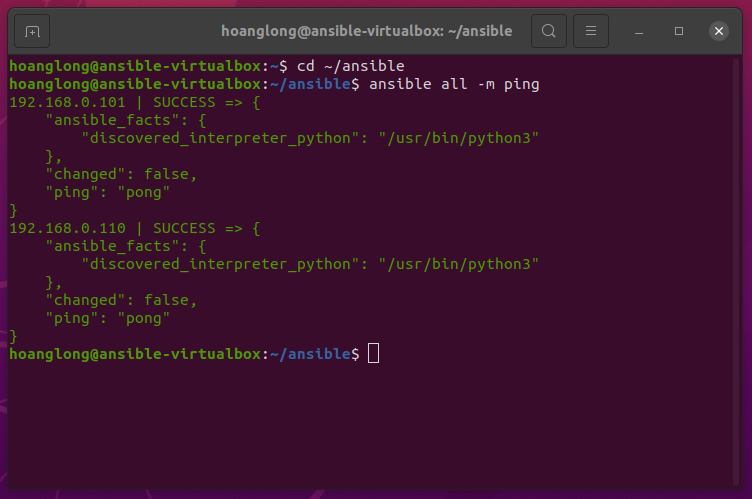 hoanglong@ansible-virtualbox: ~/ansible
hoanglong@ansible-virtualbox:~$ cd ~/ansible
hoanglong@ansible-virtualbox:~/ansible$ ansible all -m ping
192.168.0.101 | SUCCESS => {
    "ansible_facts": {
        "discovered_interpreter_python": "/usr/bin/python3"
    },
    "changed": false,
    "ping": "pong"
}
192.168.0.110 | SUCCESS => {
    "ansible_facts": {
        "discovered_interpreter_python": "/usr/bin/python3"
    },
    "changed": false,
    "ping": "pong"
}
hoanglong@ansible-virtualbox:~/ansible$